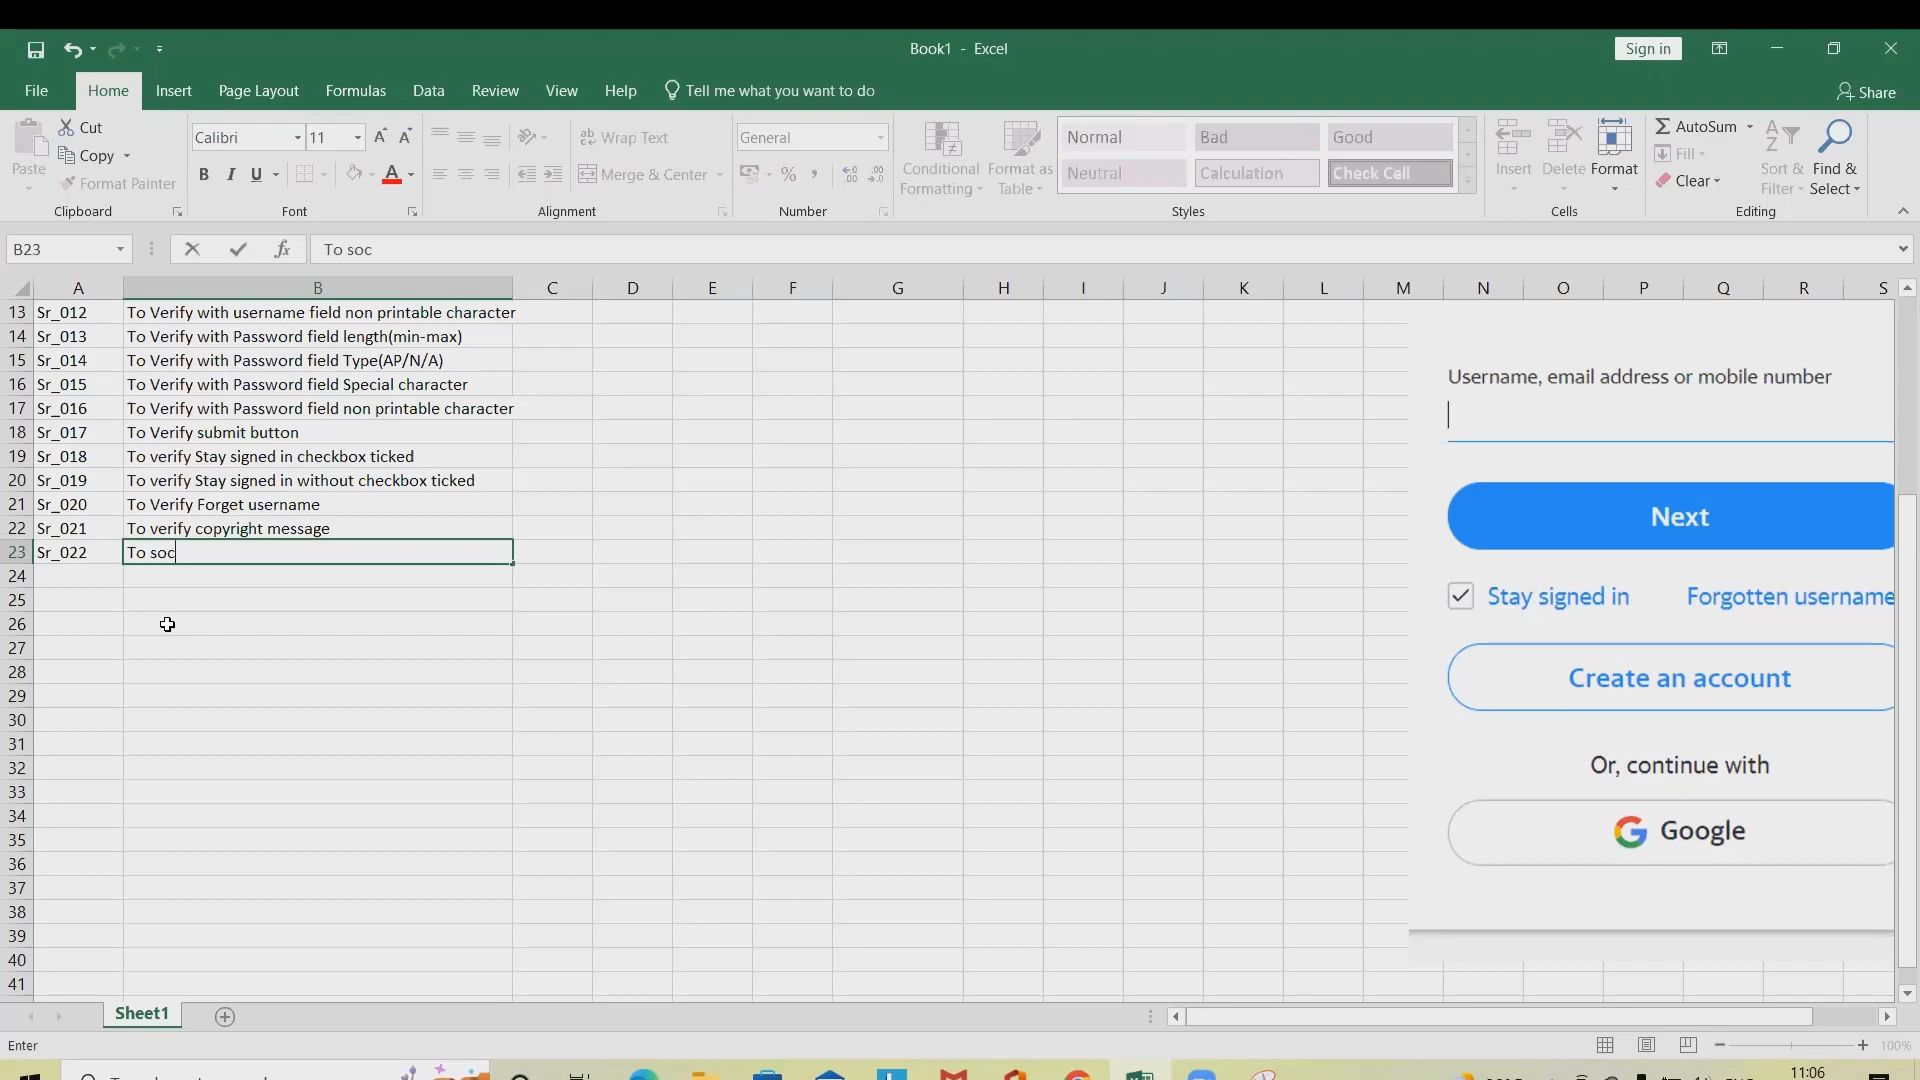 Book1 - Excel
Sign in
File Home Insert Page Layout Formulas Data Review View Help Tell me what you want to do
Share
Paste
Cut
Copy
Format Painter
Clipboard
Calibri 11
B I U
Font
Wrap Text
Merge & Center
Alignment
General
Number
Conditional Formatting
Format as Table
Normal Bad Good
Neutral Calculation Check Cell
Styles
Insert Delete Format
Cells
AutoSum
Fill
Clear
Sort & Filter
Find & Select
Editing
B23
fx
To soc
A B C D E F G H I J K L M N O P Q R S
13 Sr_012 To Verify with username field non printable character
14 Sr_013 To Verify with Password field length(min-max)
15 Sr_014 To Verify with Password field Type(AP/N/A)
16 Sr_015 To Verify with Password field Special character
17 Sr_016 To Verify with Password field non printable character
18 Sr_017 To Verify submit button
19 Sr_018 To verify Stay signed in checkbox ticked
20 Sr_019 To verify Stay signed in without checkbox ticked
21 Sr_020 To Verify Forget username
22 Sr_021 To verify copyright message
23 Sr_022 To soc
24
25
26
27
28
29
30
31
32
33
34
35
36
37
38
39
40
41
Username, email address or mobile number
Next
Stay signed in Forgotten username
Create an account
Or, continue with
Google
Sheet1
Enter
100%
11:06